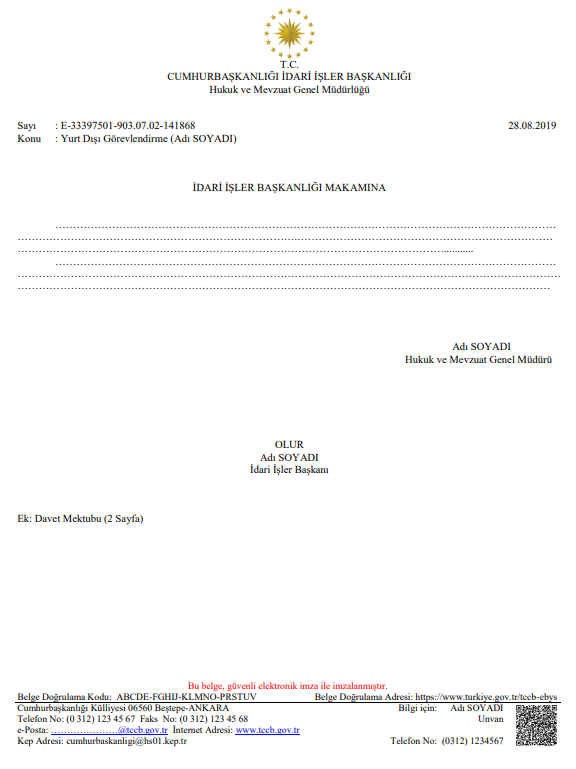 T.C.
CUMHURBAŞKANLIĞI İDARİ İŞLER BAŞKANLIĞI
Hukuk ve Mevzuat Genel Müdürlüğü
Sayı : E-33397501-903.07.02-141868 28.08.2019
Konu : Yurt Dışı Görevlendirme (Adı SOYADI)
İDARİ İŞLER BAŞKANLIĞI MAKAMINA
……………………………………………………………………………………………………………………………
……………………………………………………………………………………………………………………………………
…………………………………………………………………………………………………………...........
……………………………………………………………………………………………………………………………
………………………………………………………………………………………………………………………………………
……………………………………………………………………………………………………………………………………
Adı SOYADI
Hukuk ve Mevzuat Genel Müdürü
OLUR
Adı SOYADI
İdari İşler Başkanı
Ek: Davet Mektubu (2 Sayfa)
Bu belge, güvenli elektronik imza ile imzalanmıştır.
Belge Doğrulama Kodu: ABCDE-FGHIJ-KLMNO-PRSTUV Belge Doğrulama Adresi: https://www.turkiye.gov.tr/tccb-ebys
Cumhurbaşkanlığı Külliyesi 06560 Beştepe-ANKARA Bilgi için: Adı SOYADI
Telefon No: (0 312) 123 45 67 Faks No: (0 312) 123 45 68 Unvan
e-Posta: …………………@tccb.gov.tr İnternet Adresi: www.tccb.gov.tr
Kep Adresi: cumhurbaskanligi@hs01.kep.tr Telefon No: (0312) 1234567